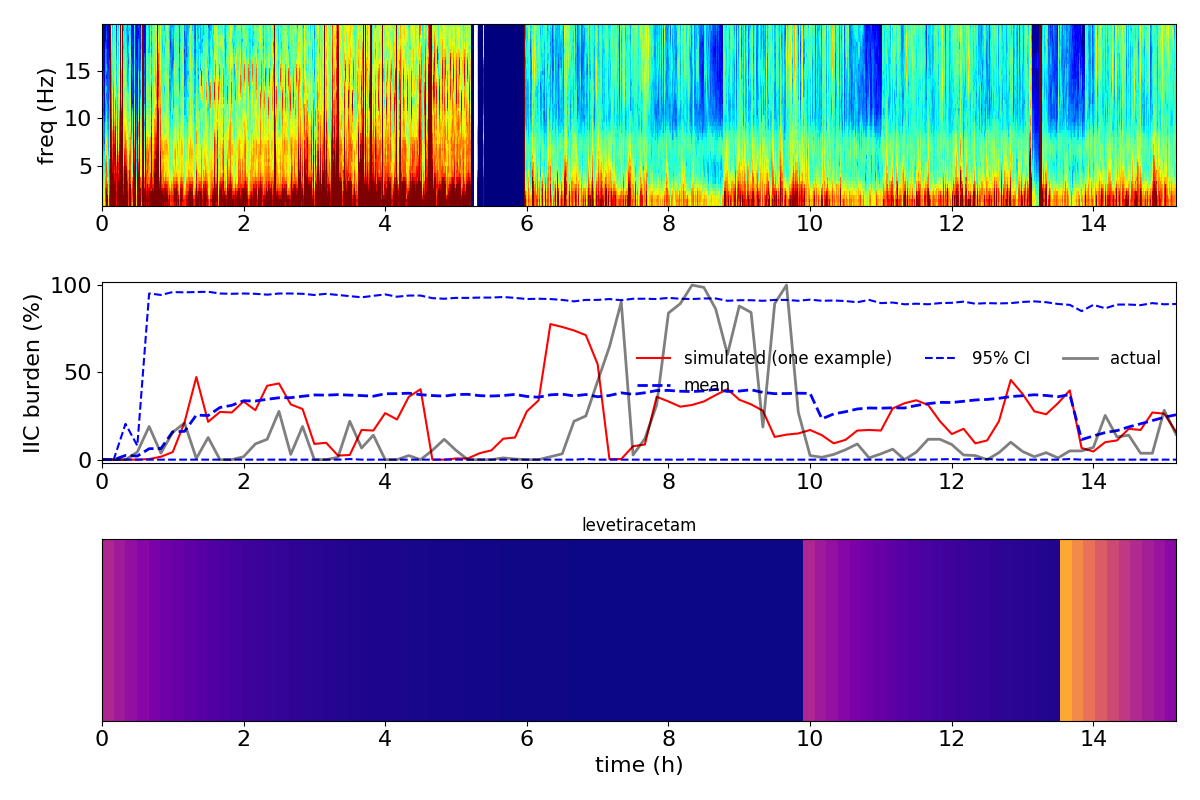 freq (Hz)
15
10
5
0 2 4 6 8 10 12 14
IIC burden (%)
100
50
0
simulated (one example) 95% CI actual
mean
0 2 4 6 8 10 12 14
levetiracetam
0 2 4 6 8 10 12 14
time (h)